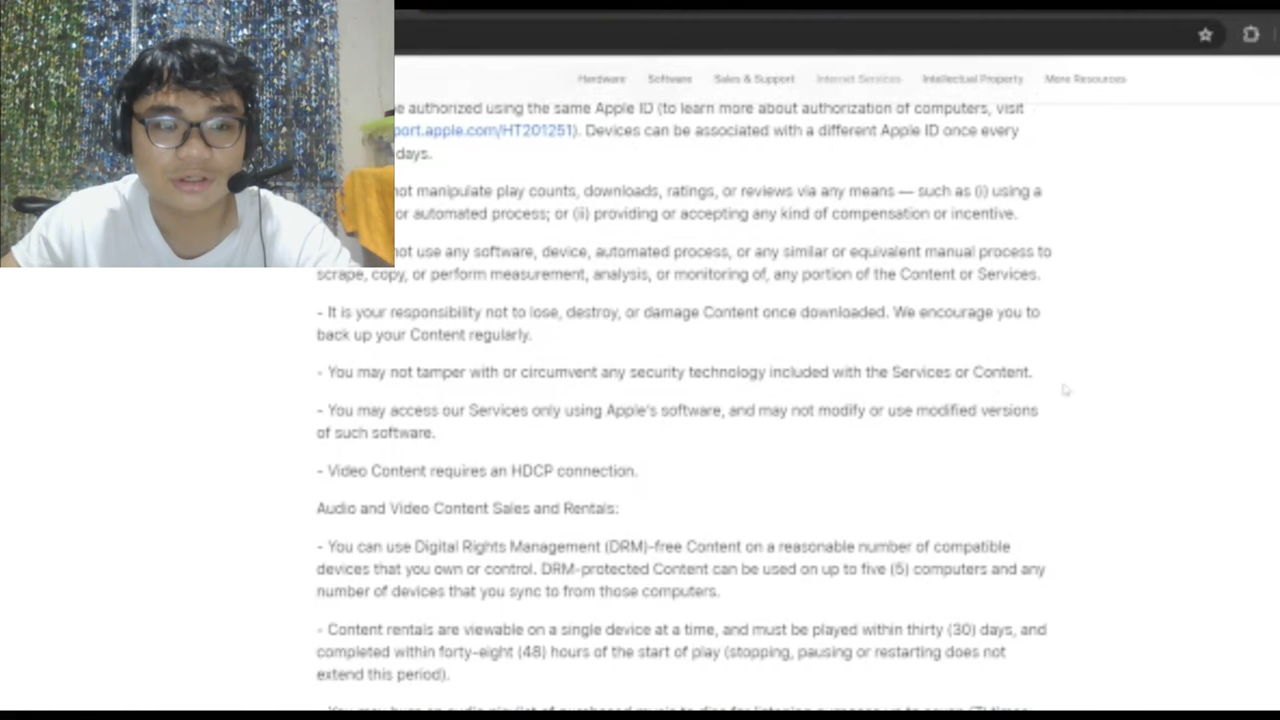 Hardware Software Sales & Support Internet Services Intellectual Property More Resources
e authorized using the same Apple ID (to learn more about authorization of computers, visit
port.apple.com/HT201251). Devices can be associated with a different Apple ID once every
days.
not manipulate play counts, downloads, ratings, or reviews via any means — such as (i) using a
or automated process; or (ii) providing or accepting any kind of compensation or incentive.
not use any software, device, automated process, or any similar or equivalent manual process to
scrape, copy, or perform measurement, analysis, or monitoring of, any portion of the Content or Services.
- It is your responsibility not to lose, destroy, or damage Content once downloaded. We encourage you to
back up your Content regularly.
- You may not tamper with or circumvent any security technology included with the Services or Content.
- You may access our Services only using Apple's software, and may not modify or use modified versions
of such software.
- Video Content requires an HDCP connection.
Audio and Video Content Sales and Rentals:
- You can use Digital Rights Management (DRM)-free Content on a reasonable number of compatible
devices that you own or control. DRM-protected Content can be used on up to five (5) computers and any
number of devices that you sync to from those computers.
- Content rentals are viewable on a single device at a time, and must be played within thirty (30) days, and
completed within forty-eight (48) hours of the start of play (stopping, pausing or restarting does not
extend this period).